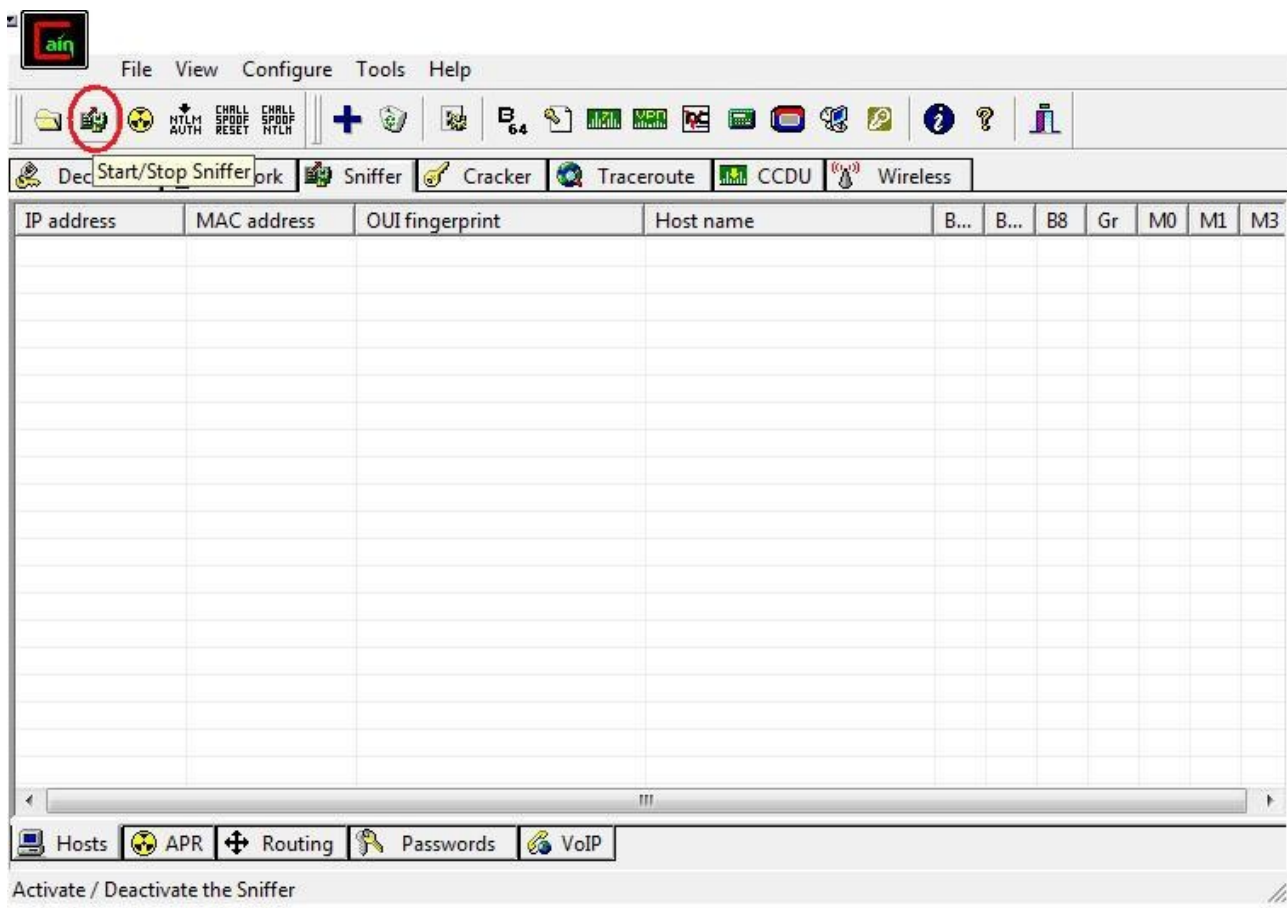 Cain
File View Configure Tools Help
NTLM AUTH CHALL SPOOF RESET CHALL SPOOF NTLM B64
Start/Stop Sniffer
Dec ork Sniffer Cracker Traceroute CCDU Wireless
IP address MAC address OUI fingerprint Host name B... B... B8 Gr M0 M1 M3
Hosts APR Routing Passwords VoIP
Activate / Deactivate the Sniffer